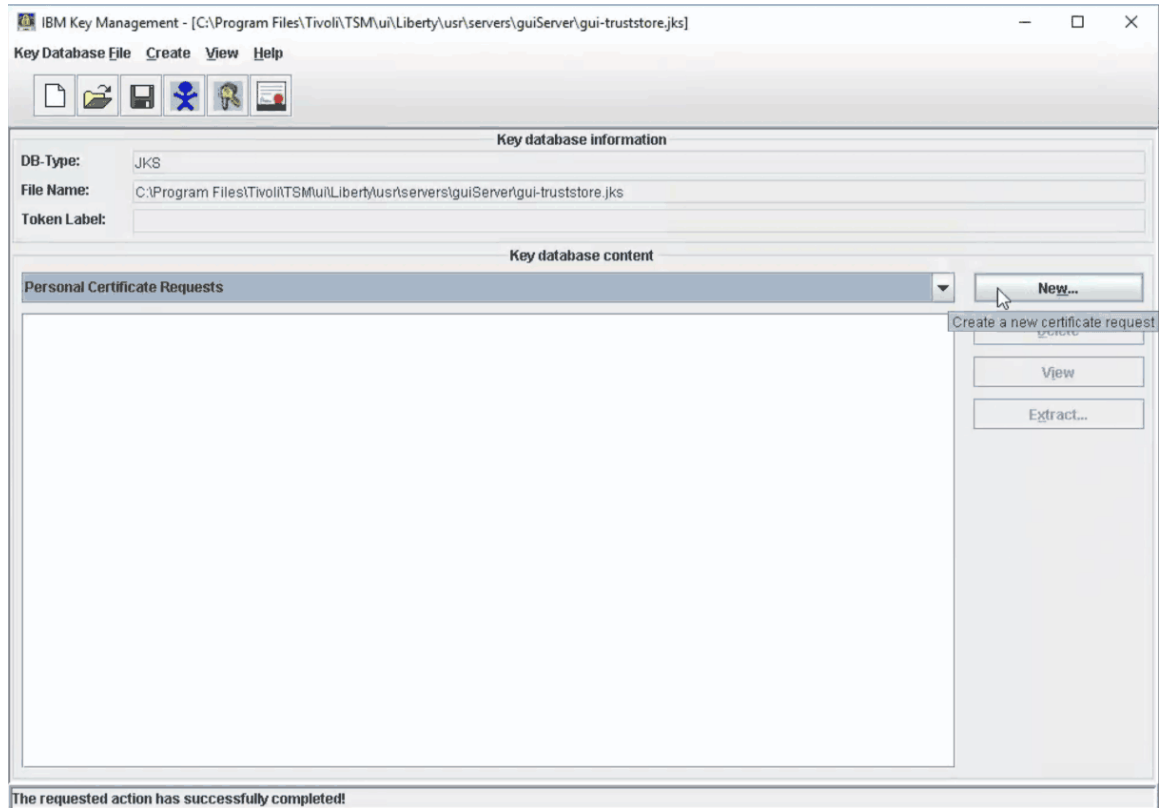 IBM Key Management - [C:\Program Files\Tivoli\TSM\ui\Liberty\usr\servers\guiServer\gui-truststore.jks]
Key Database File Create View Help
Key database information
DB-Type: JKS
File Name: C:\Program Files\Tivoli\TSM\ui\Liberty\usr\servers\guiServer\gui-truststore.jks
Token Label:
Key database content
Personal Certificate Requests
New...
Create a new certificate request
Delete
View
Extract...
The requested action has successfully completed!